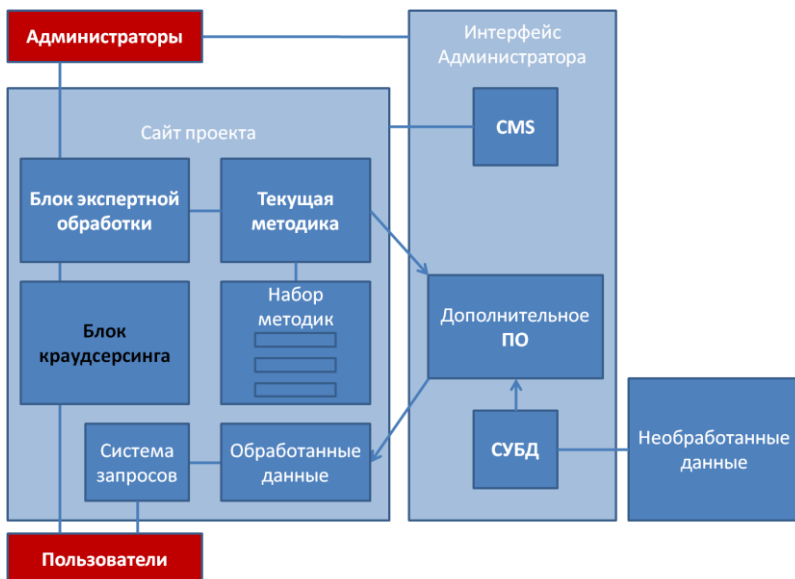 Администраторы
Интерфейс
Администратора
Сайт проекта
CMS
Блок экспертной
обработки
Текущая
методика
Блок
краудсерсинга
Набор
методик
Дополнительное
ПО
Система
запросов
Обработанные
данные
СУБД
Необработанные
данные
Пользователи